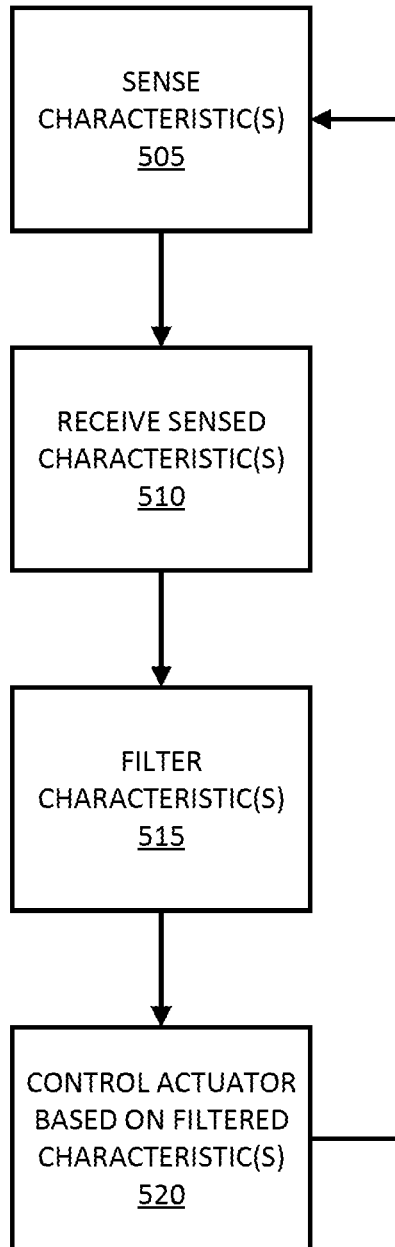 SENSE
CHARACTERISTIC(S)
505
RECEIVE SENSED
CHARACTERISTIC(S)
510
FILTER
CHARACTERISTIC(S)
515
CONTROL ACTUATOR
BASED ON FILTERED
CHARACTERISTIC(S)
520